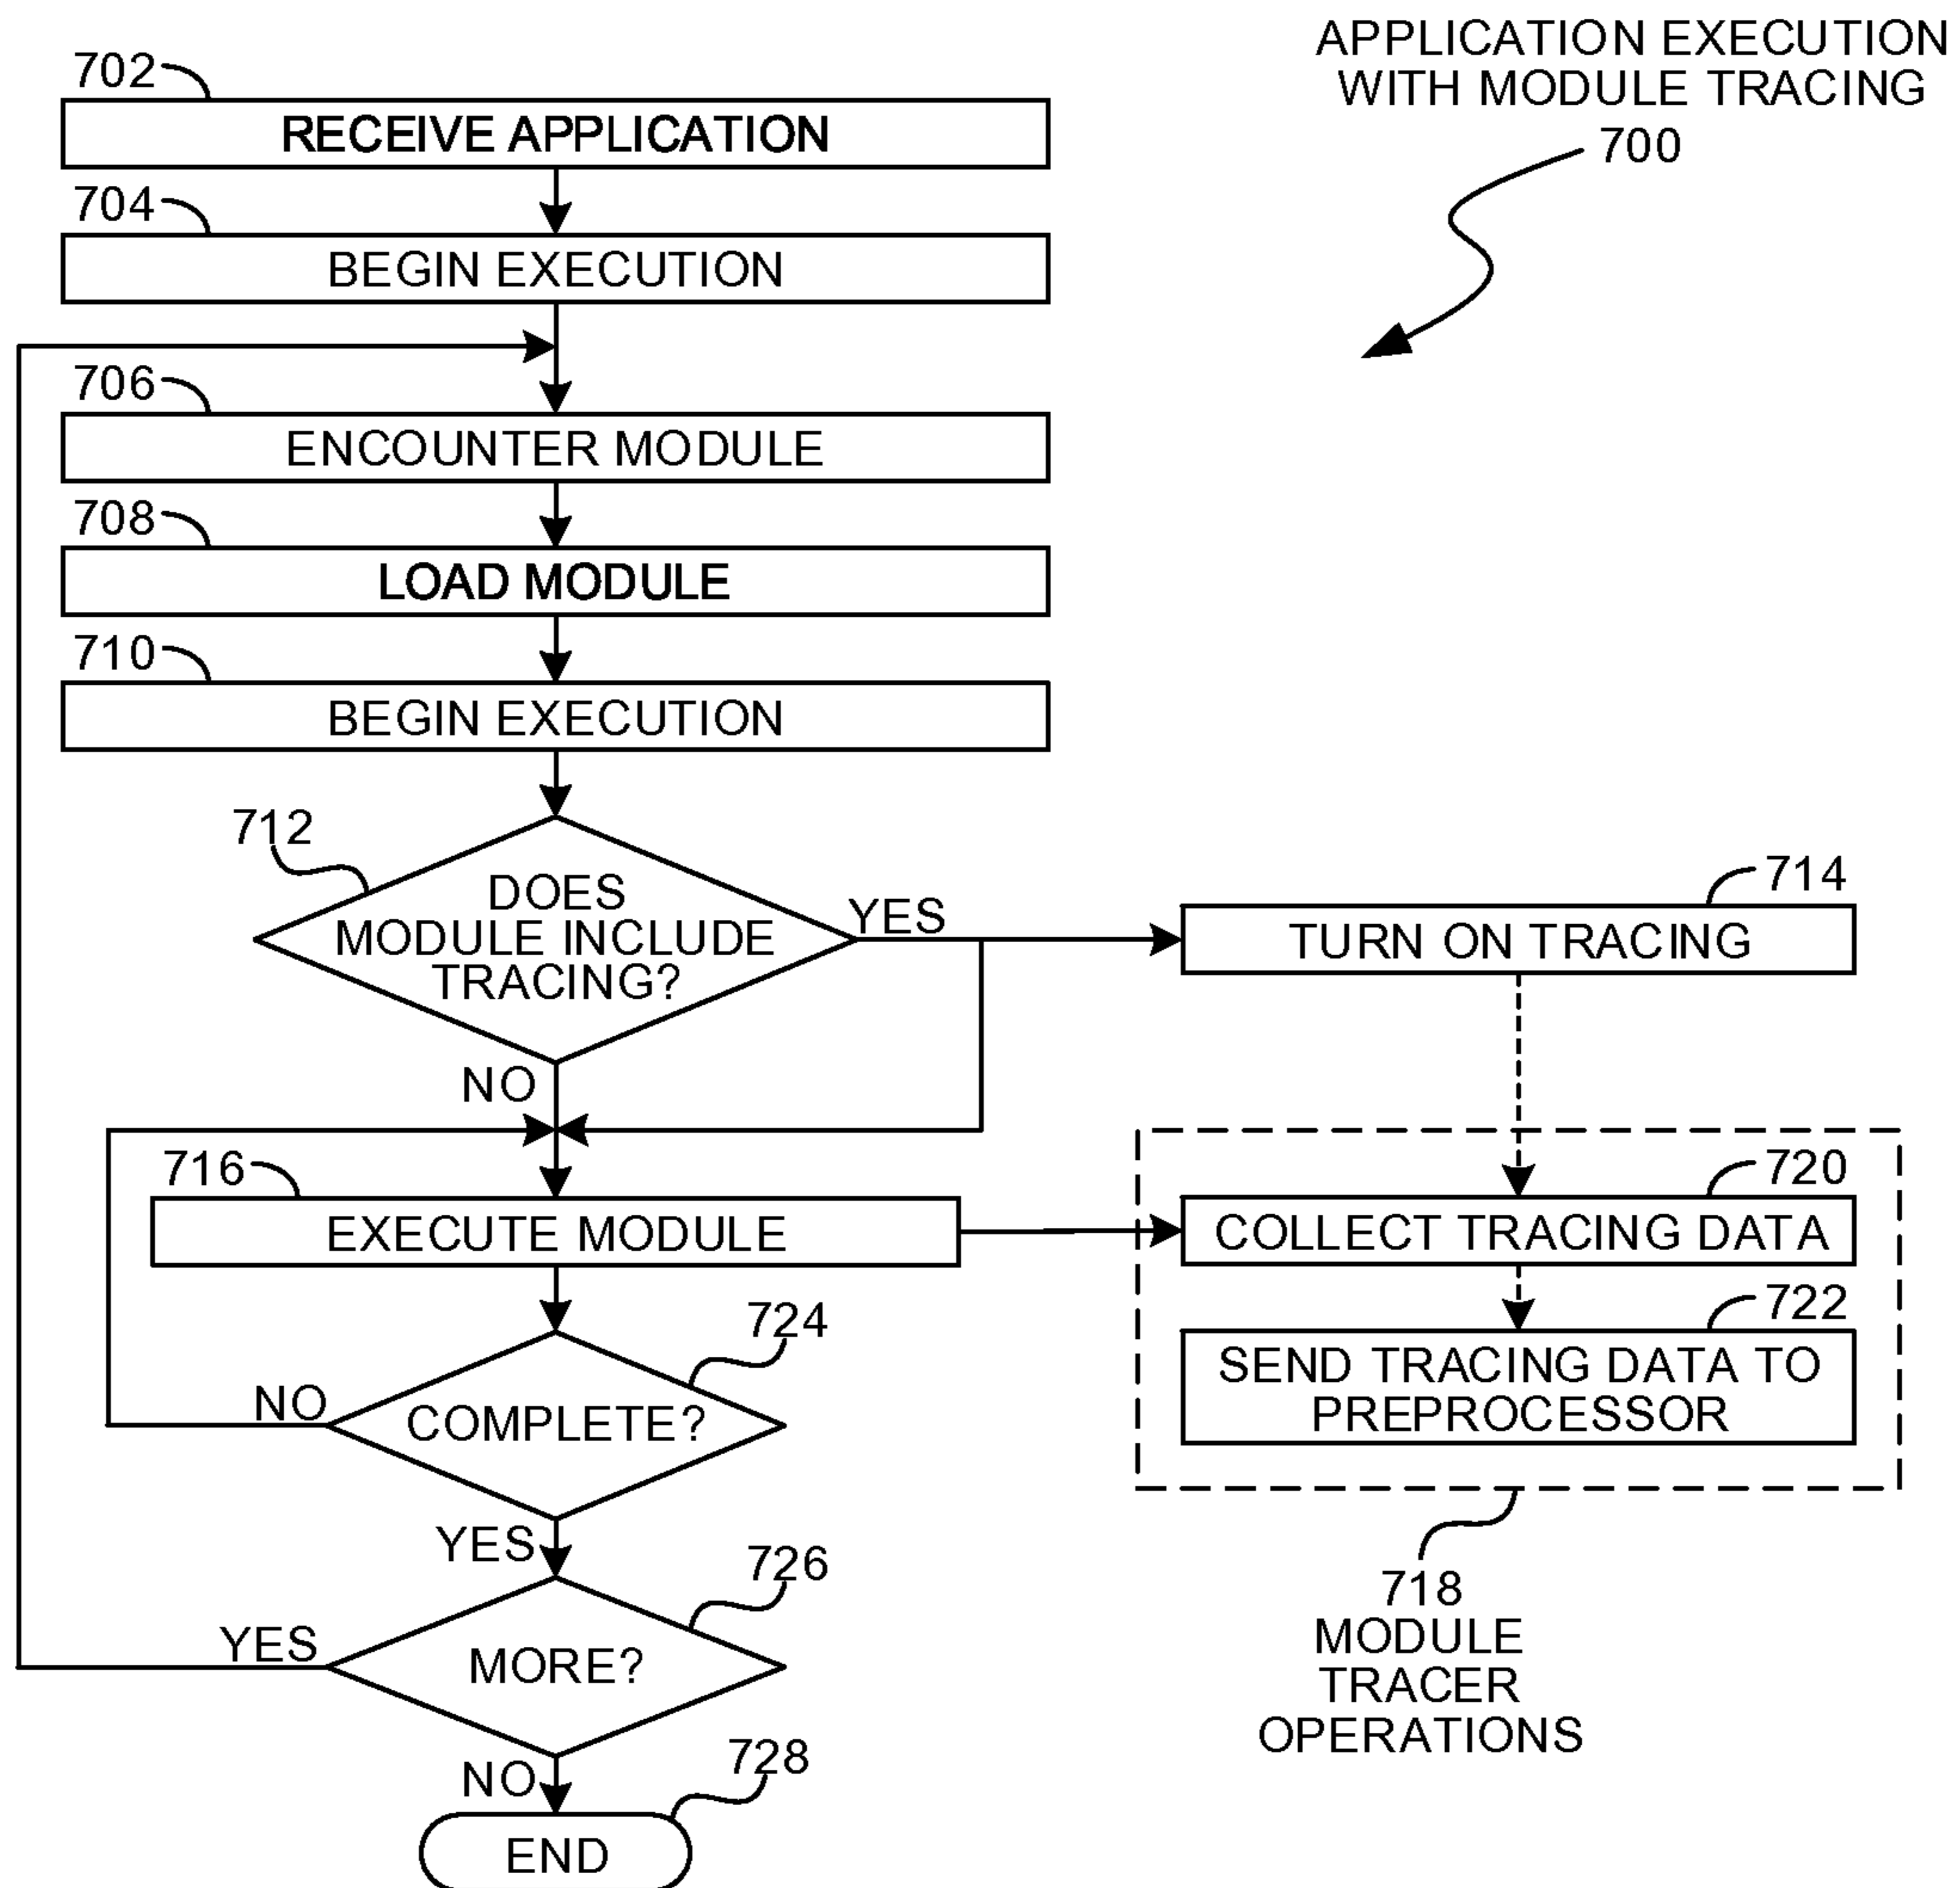 APPLICATION EXECUTION
WITH MODULE TRACING
700
702
RECEIVE APPLICATION
704
BEGIN EXECUTION
706
ENCOUNTER MODULE
708
LOAD MODULE
710
BEGIN EXECUTION
712
DOES
MODULE INCLUDE
TRACING?
YES
NO
714
TURN ON TRACING
716
EXECUTE MODULE
720
COLLECT TRACING DATA
722
SEND TRACING DATA TO
PREPROCESSOR
718
MODULE
TRACER
OPERATIONS
724
COMPLETE?
NO
YES
726
MORE?
YES
NO
728
END